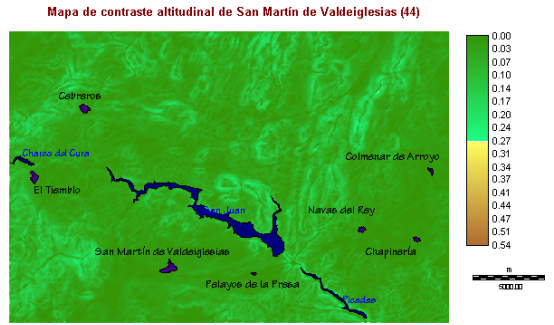 Mapa de contraste altitudinal de San Martín de Valdeiglesias (44)
0.00
0.03
0.07
0.10
0.14
0.17
0.20
0.24
0.27
0.31
0.34
0.37
0.41
0.44
0.47
0.51
0.54
Cebreros
Charco del Cura
El Tiemblo
Colmenar de Arroyo
San Juan
Navas del Rey
San Martín de Valdeiglesias
Chapinería
Pelayos de la Presa
Picadas
m
5000.00